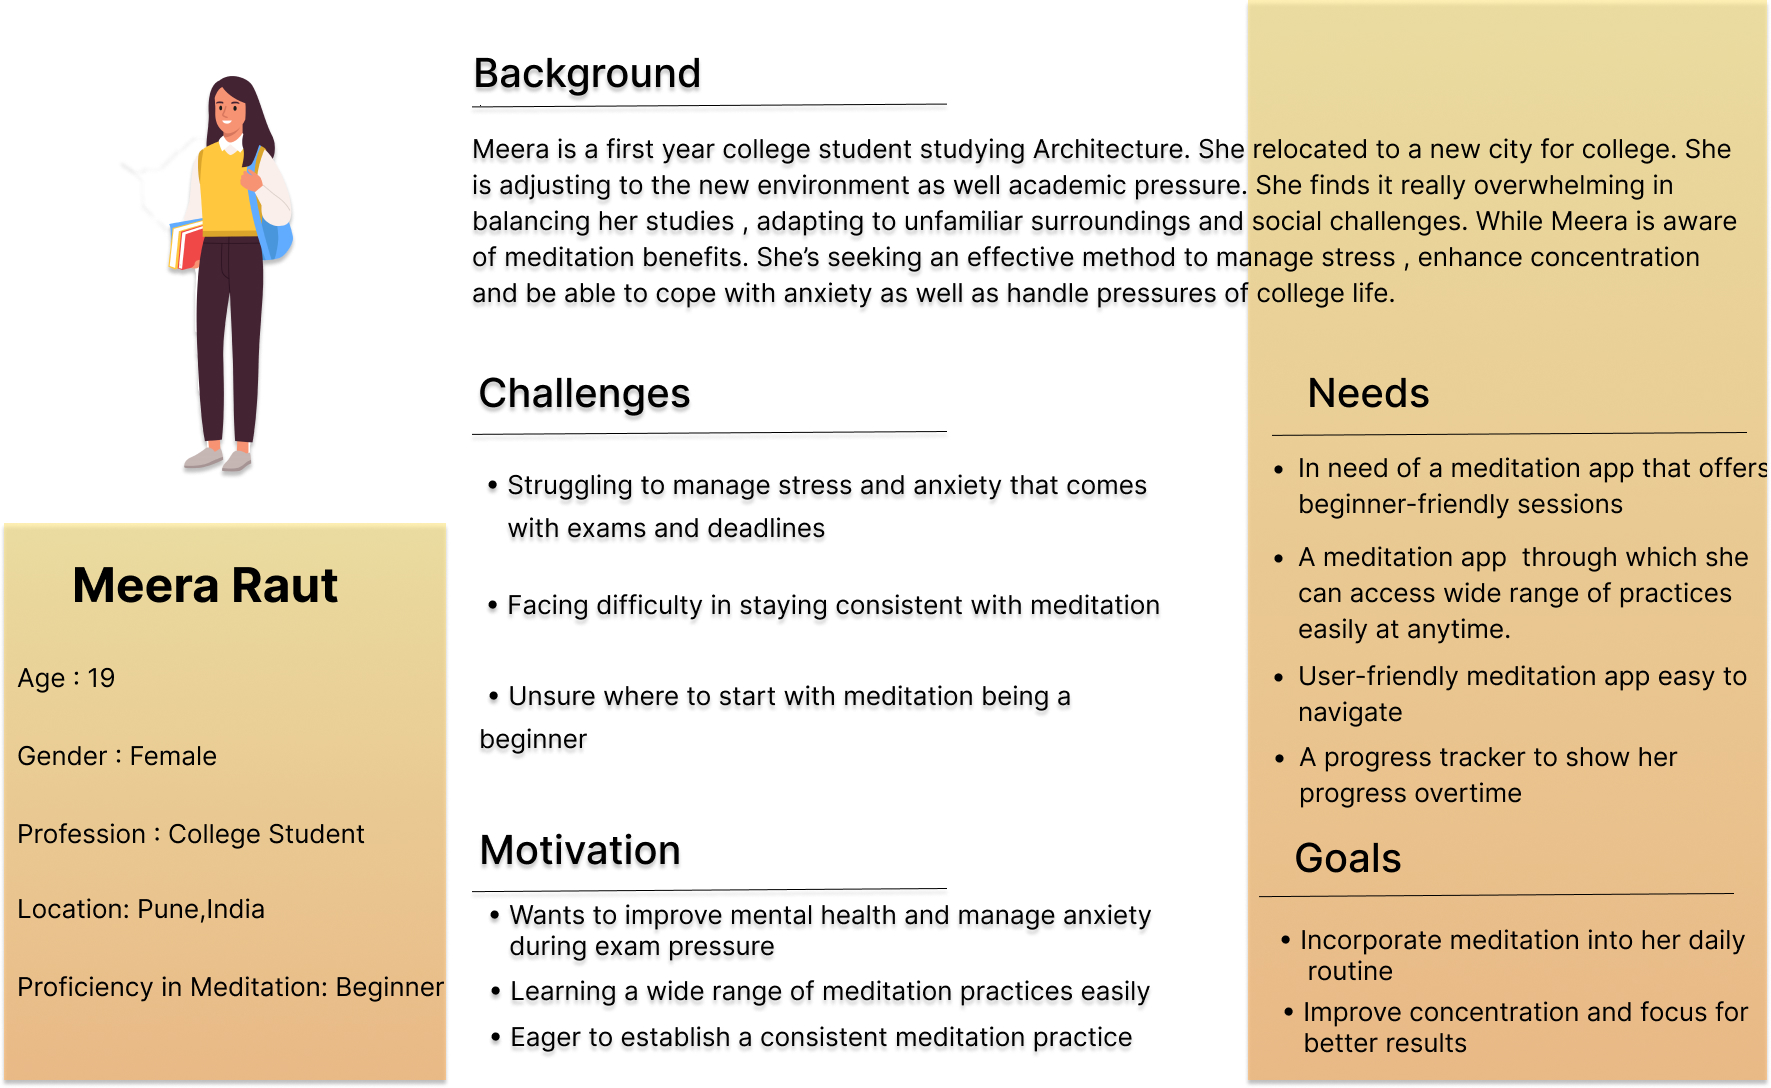 Background
Meera is a first year college student studying Architecture. She relocated to a new city for college. She
is adjusting to the new environment as well academic pressure. She finds it really overwhelming in
balancing her studies , adapting to unfamiliar surroundings and social challenges. While Meera is aware
of meditation benefits. She’s seeking an effective method to manage stress , enhance concentration
and be able to cope with anxiety as well as handle pressures of college life.
Meera Raut
Age : 19
Gender : Female
Profession : College Student
Location: Pune,India
Proficiency in Meditation: Beginner
Challenges
• Struggling to manage stress and anxiety that comes
with exams and deadlines
• Facing difficulty in staying consistent with meditation
• Unsure where to start with meditation being a
beginner
Motivation
• Wants to improve mental health and manage anxiety
during exam pressure
• Learning a wide range of meditation practices easily
• Eager to establish a consistent meditation practice
Needs
• In need of a meditation app that offers
beginner-friendly sessions
• A meditation app through which she
can access wide range of practices
easily at anytime.
• User-friendly meditation app easy to
navigate
• A progress tracker to show her
progress overtime
Goals
• Incorporate meditation into her daily
routine
• Improve concentration and focus for
better results